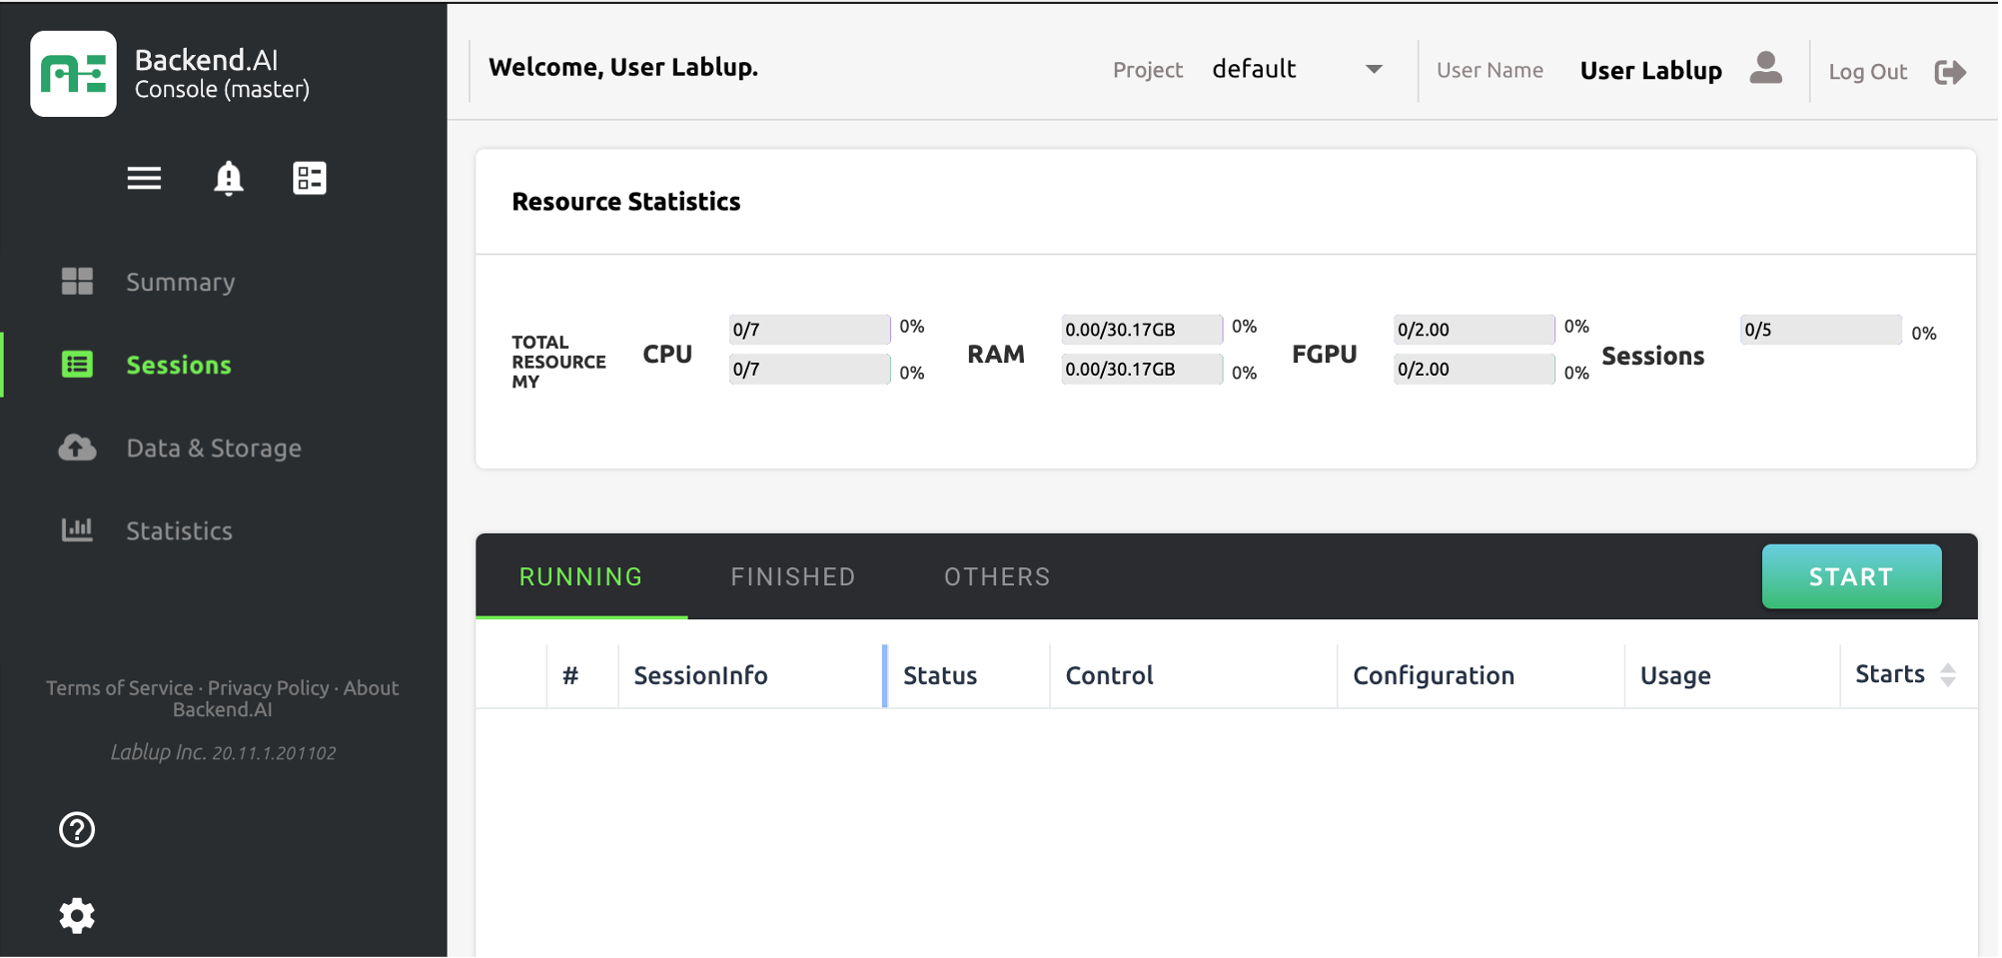 Backend.AI
Console (master)
Welcome, User Lablup.
Project default
User Name User Lablup
Log Out
Summary
Sessions
Data & Storage
Statistics
Terms of Service · Privacy Policy · About
Backend.AI
Lablup Inc. 20.11.1.201102
Resource Statistics
TOTAL
RESOURCE
MY
CPU
0/7 0%
0/7 0%
RAM
0.00/30.17GB 0%
0.00/30.17GB 0%
FGPU
0/2.00 0%
0/2.00 0%
Sessions
0/5 0%
RUNNING FINISHED OTHERS START
# SessionInfo Status Control Configuration Usage Starts